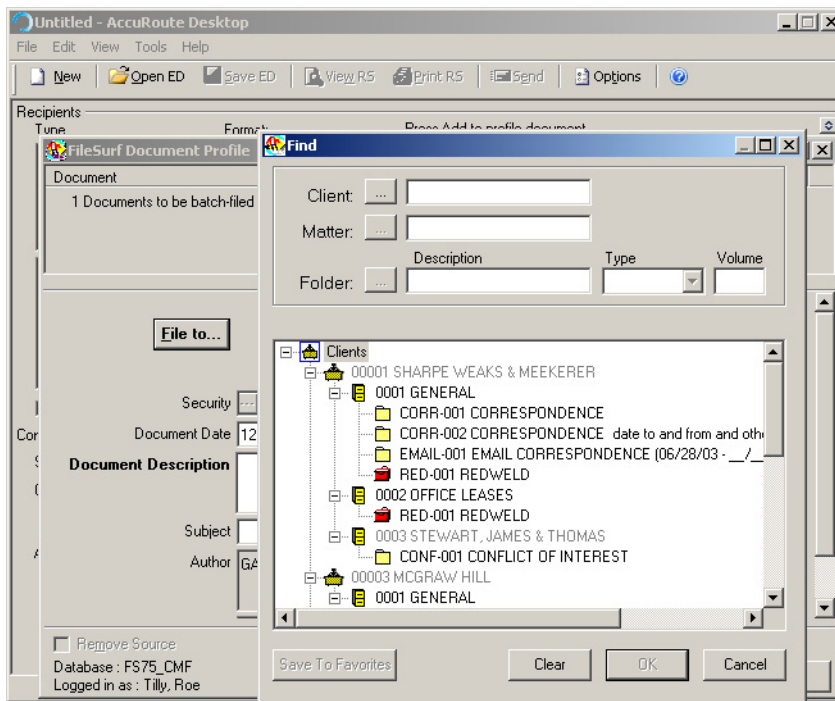 Untitled - AccuRoute Desktop
File Edit View Tools Help
New Open ED Save ED View RS Print RS Send Options
Recipients
Type Format Press Add to profile document
FileSurf Document Profile
Find
Document
1 Documents to be batch-filed
Client: ...
Matter: ...
Description Type Volume
Folder: ...
File to...
Clients
00001 SHARPE WEAKS & MEEKERER
0001 GENERAL
CORR-001 CORRESPONDENCE
CORR-002 CORRESPONDENCE date to and from and oth
EMAIL-001 EMAIL CORRESPONDENCE (06/28/03 - __/__
RED-001 REDWELD
0002 OFFICE LEASES
RED-001 REDWELD
0003 STEWART, JAMES & THOMAS
CONF-001 CONFLICT OF INTEREST
00003 MCGRAW HILL
0001 GENERAL
Security ...
Con
Document Date 12
Document Description
Subject
Author GA
Remove Source
Database : FS75_CMF
Logged in as : Tilly, Roe
Save To Favorites Clear OK Cancel